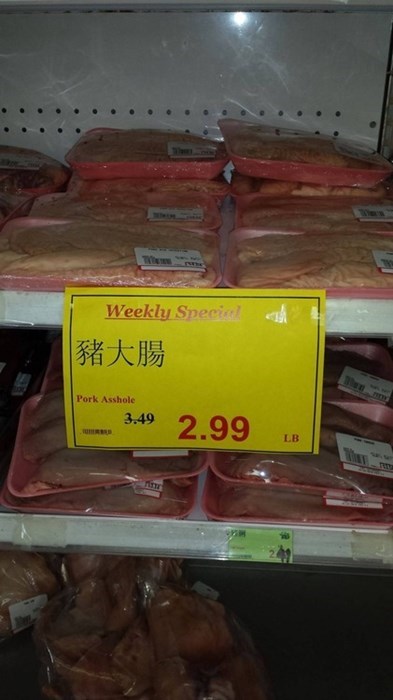 Weekly Special
豬大腸
Pork Asshole
3.49
2.99
LB